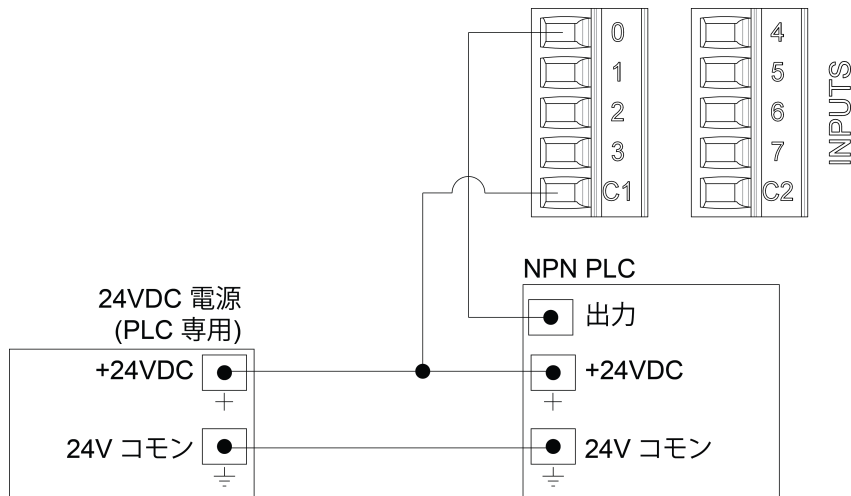 0
1
2
3
C1
4
5
6
7
C2
INPUTS
NPN PLC
24VDC 電源
(PLC 専用)
出力
+24VDC
+24VDC
24V コモン
24V コモン